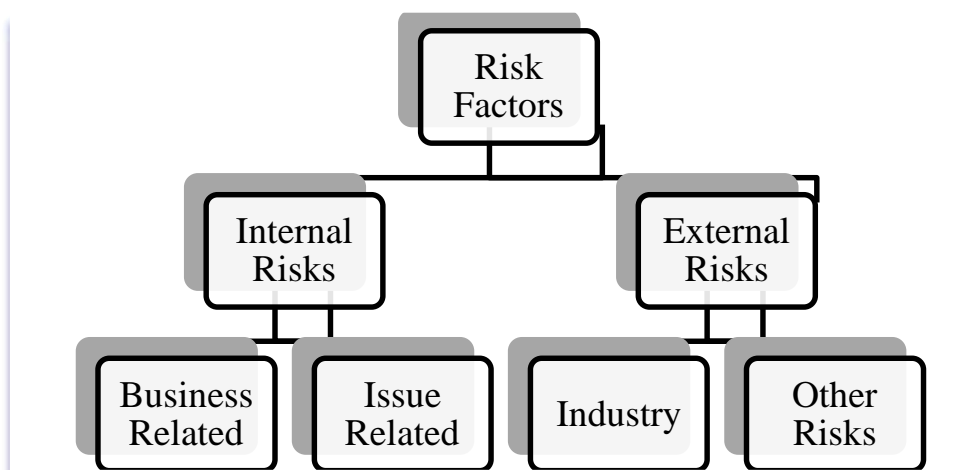 Risk
Factors
Internal
Risks
External
Risks
Business
Related
Issue
Related
Industry
Other
Risks